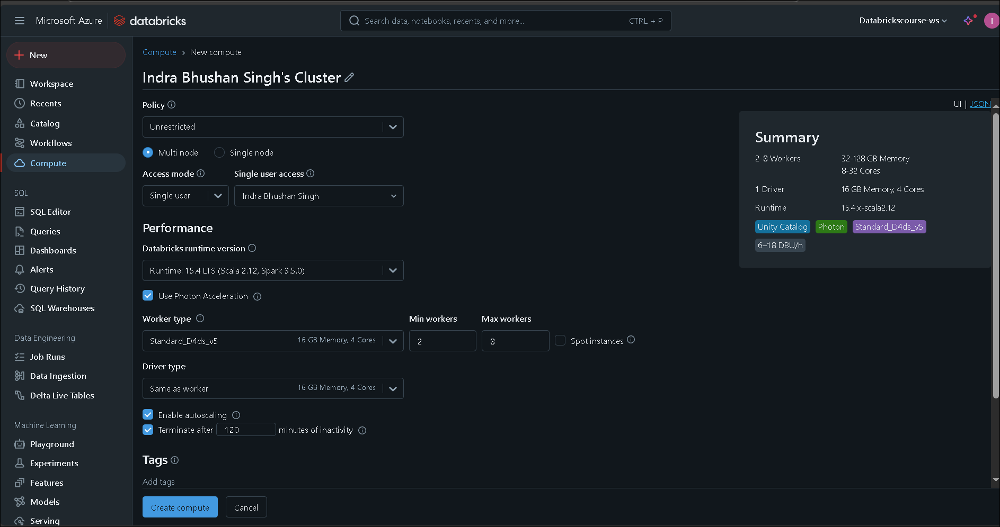 Microsoft Azure databricks
Search data, notebooks, recents, and more... CTRL + P
Databrickscourse-ws
I
New
Workspace
Recents
Catalog
Workflows
Compute
SQL
SQL Editor
Queries
Dashboards
Alerts
Query History
SQL Warehouses
Data Engineering
Job Runs
Data Ingestion
Delta Live Tables
Machine Learning
Playground
Experiments
Features
Models
Serving
Compute › New compute
Indra Bhushan Singh's Cluster
UI | JSON
Policy
Unrestricted
Multi node Single node
Access mode Single user access
Single user Indra Bhushan Singh
Performance
Databricks runtime version
Runtime: 15.4 LTS (Scala 2.12, Spark 3.5.0)
Use Photon Acceleration
Worker type Min workers Max workers
Standard_D4ds_v5 16 GB Memory, 4 Cores 2 8 Spot instances
Driver type
Same as worker 16 GB Memory, 4 Cores
Enable autoscaling
Terminate after 120 minutes of inactivity
Tags
Add tags
Create compute Cancel
Summary
2-8 Workers 32-128 GB Memory
8-32 Cores
1 Driver 16 GB Memory, 4 Cores
Runtime 15.4.x-scala2.12
Unity Catalog Photon Standard_D4ds_v5
6–18 DBU/h